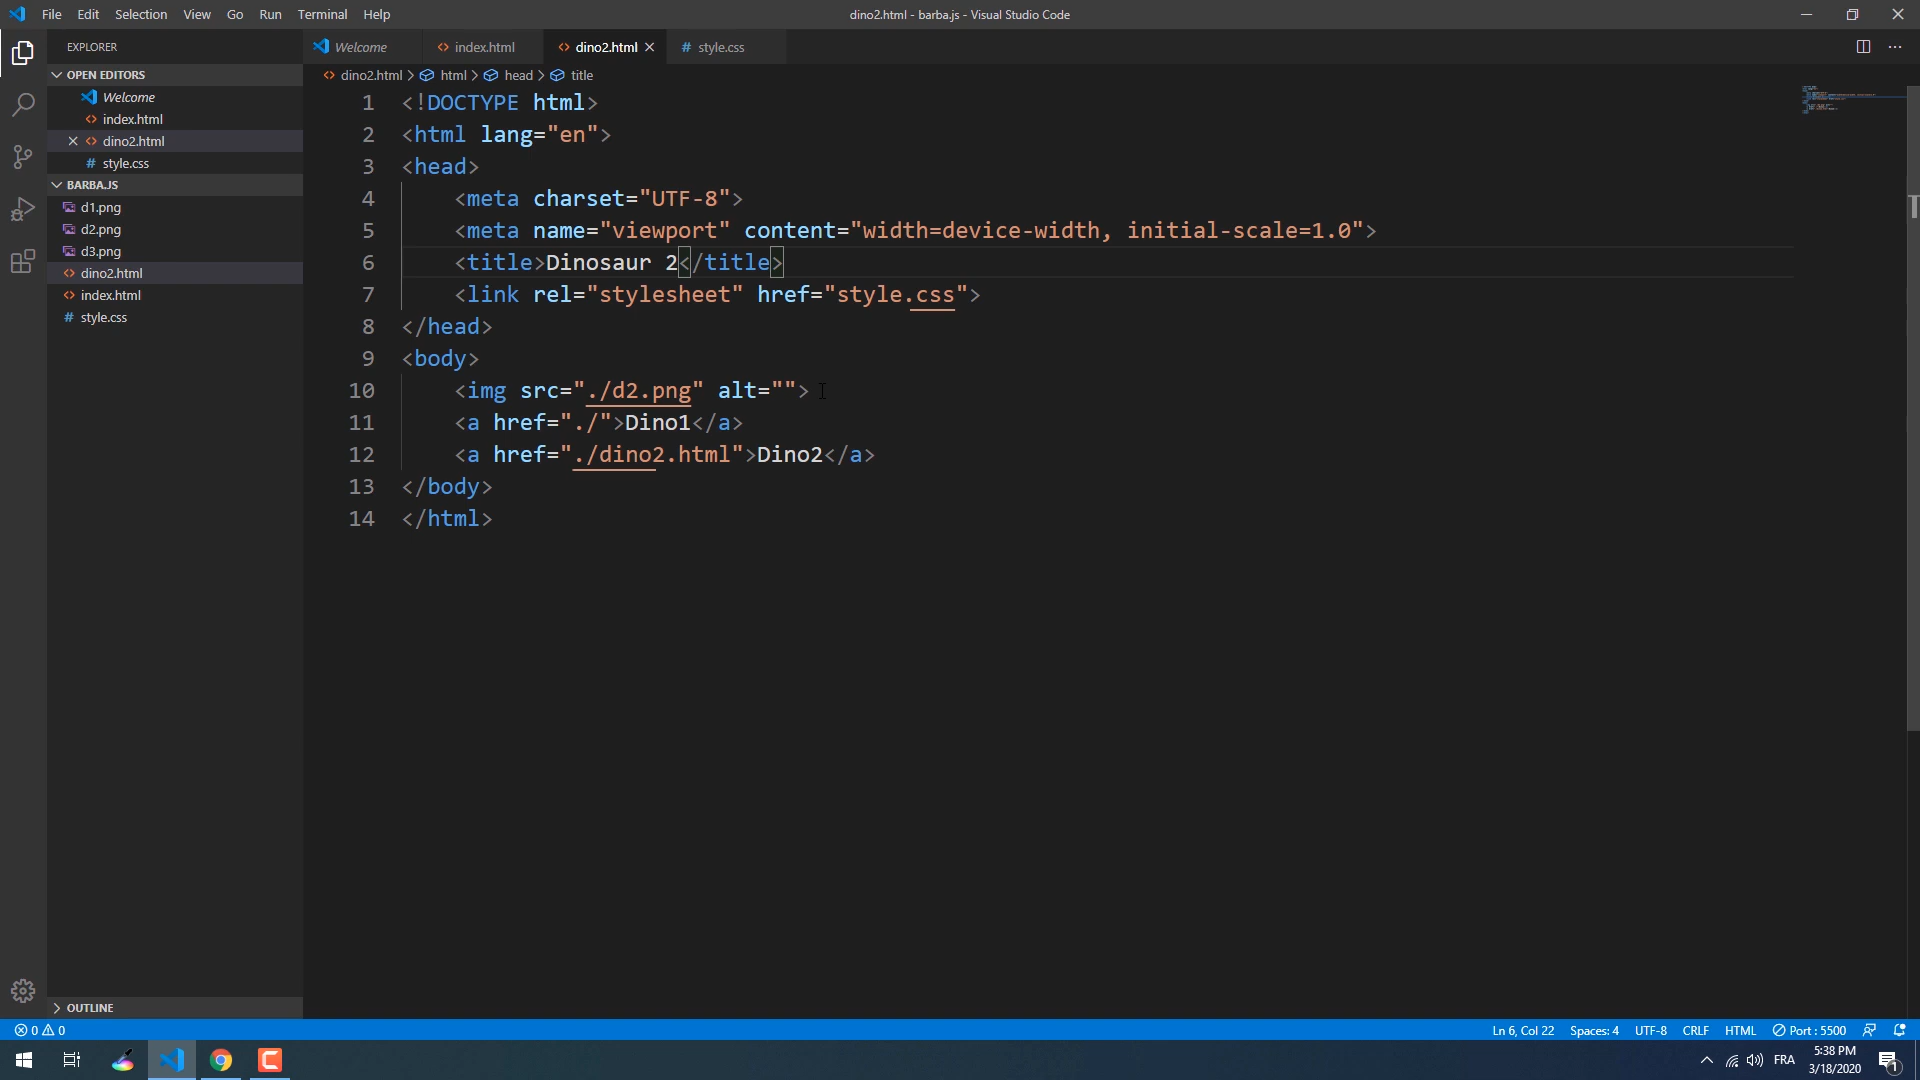 File Edit Selection View Go Run Terminal Help
dino2.html - barba.js - Visual Studio Code
EXPLORER
OPEN EDITORS
Welcome
index.html
dino2.html
style.css
BARBA.JS
d1.png
d2.png
d3.png
dino2.html
index.html
style.css
OUTLINE
Welcome index.html dino2.html # style.css
dino2.html > html > head > title
1 <!DOCTYPE html>
2 <html lang="en">
3 <head>
4 <meta charset="UTF-8">
5 <meta name="viewport" content="width=device-width, initial-scale=1.0">
6 <title>Dinosaur 2</title>
7 <link rel="stylesheet" href="style.css">
8 </head>
9 <body>
10 <img src="./d2.png" alt="">
11 <a href="./">Dino1</a>
12 <a href="./dino2.html">Dino2</a>
13 </body>
14 </html>
0 0
Ln 6, Col 22 Spaces: 4 UTF-8 CRLF HTML Port : 5500
FRA
5:38 PM
3/18/2020
1